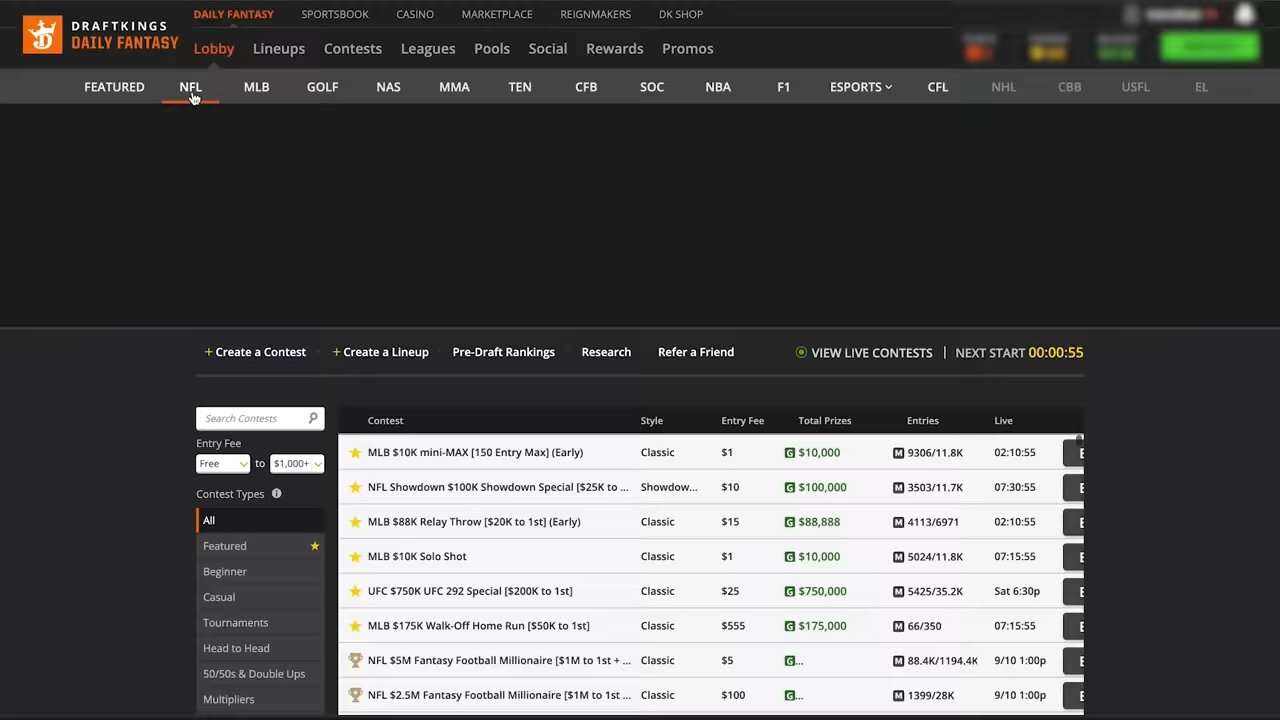 DRAFTKINGS
DAILY FANTASY
DAILY FANTASY SPORTSBOOK CASINO MARKETPLACE REIGNMAKERS DK SHOP
Lobby Lineups Contests Leagues Pools Social Rewards Promos
FEATURED NFL MLB GOLF NAS MMA TEN CFB SOC NBA F1 ESPORTS CFL NHL CBB USFL EL
+ Create a Contest + Create a Lineup Pre-Draft Rankings Research Refer a Friend VIEW LIVE CONTESTS | NEXT START 00:00:55
Search Contests
Entry Fee
Free to $1,000+
Contest Types
All
Featured
Beginner
Casual
Tournaments
Head to Head
50/50s & Double Ups
Multipliers
Contest Style Entry Fee Total Prizes Entries Live
MLB $10K mini-MAX [150 Entry Max] (Early) Classic $1 G $10,000 M 9306/11.8K 02:10:55 E
NFL Showdown $100K Showdown Special [$25K to ... Showdow... $10 G $100,000 M 3503/11.7K 07:30:55 E
MLB $88K Relay Throw [$20K to 1st] (Early) Classic $15 G $88,888 M 4113/6971 02:10:55 E
MLB $10K Solo Shot Classic $1 G $10,000 M 5024/11.8K 07:15:55 E
UFC $750K UFC 292 Special [$200K to 1st] Classic $25 G $750,000 M 5425/35.2K Sat 6:30p E
MLB $175K Walk-Off Home Run [$50K to 1st] Classic $555 G $175,000 M 66/350 07:15:55 E
NFL $5M Fantasy Football Millionaire [$1M to 1st + ... Classic $5 G... M 88.4K/1194.4K 9/10 1:00p E
NFL $2.5M Fantasy Football Millionaire [$1M to 1st ... Classic $100 G... M 1399/28K 9/10 1:00p E